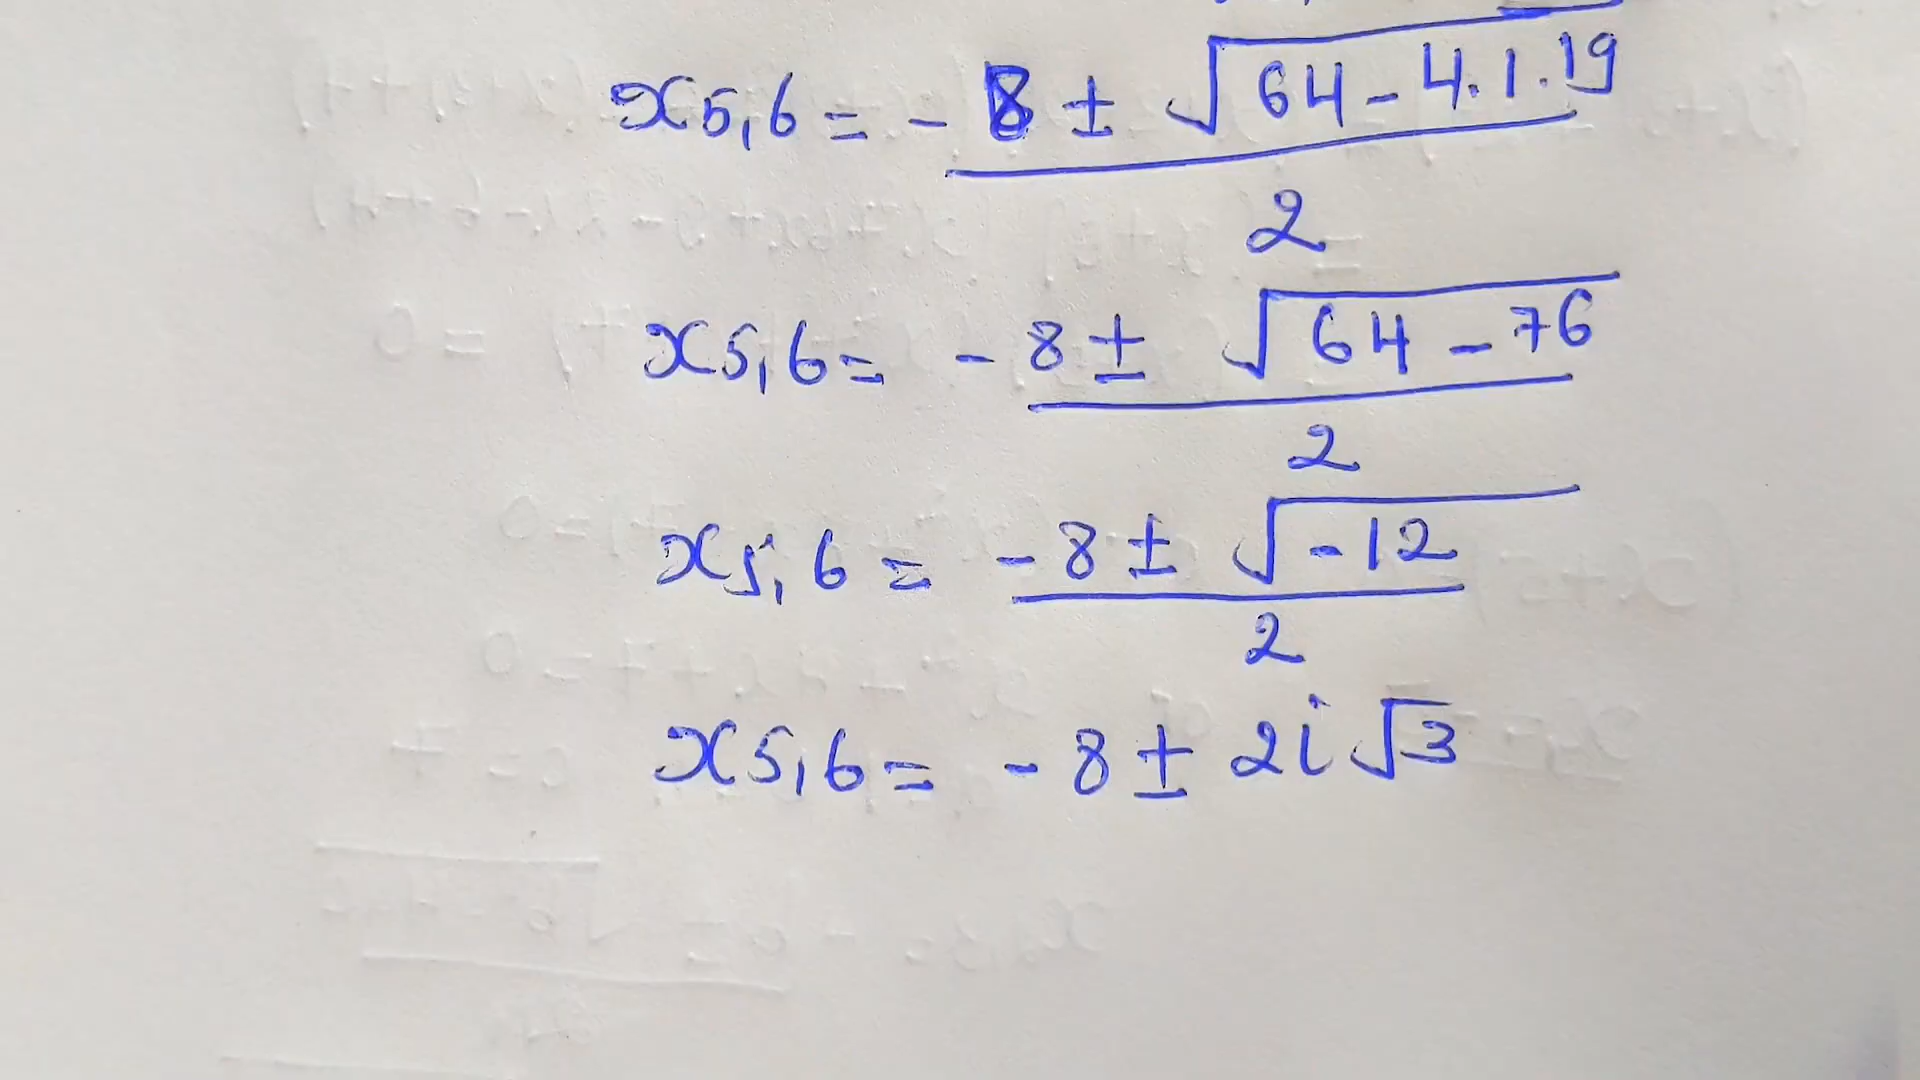 x5,6 = - 8 ± √64 - 4.1.19
2
x5,6 = - 8 ± √64 - 76
2
x5,6 = - 8 ± √-12
2
x5,6 = - 8 ± 2i √3